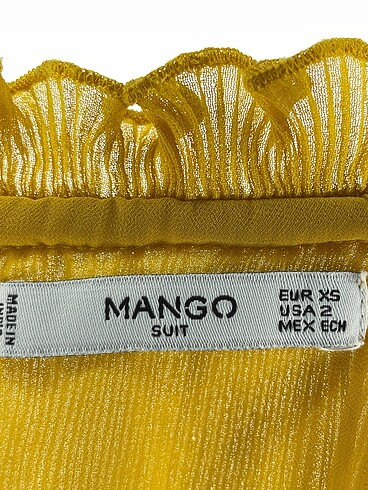 MANGO
SUIT
EUR XS
USA 2
MEX ECH
MADE IN